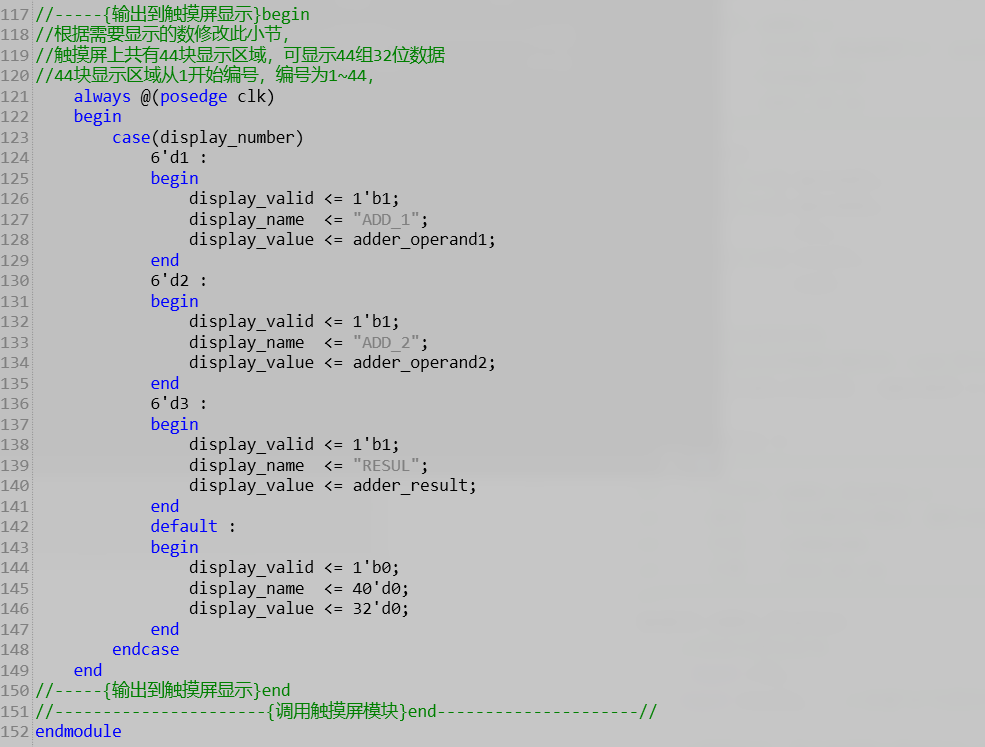 117 //-----{输出到触摸屏显示}begin
118 //根据需要显示的数修改此小节，
119 //触摸屏上共有44块显示区域，可显示44组32位数据
120 //44块显示区域从1开始编号，编号为1~44，
121     always @(posedge clk)
122     begin
123         case(display_number)
124             6'd1 :
125             begin
126                 display_valid <= 1'b1;
127                 display_name  <= "ADD_1";
128                 display_value <= adder_operand1;
129             end
130             6'd2 :
131             begin
132                 display_valid <= 1'b1;
133                 display_name  <= "ADD_2";
134                 display_value <= adder_operand2;
135             end
136             6'd3 :
137             begin
138                 display_valid <= 1'b1;
139                 display_name  <= "RESUL";
140                 display_value <= adder_result;
141             end
142             default :
143             begin
144                 display_valid <= 1'b0;
145                 display_name  <= 40'd0;
146                 display_value <= 32'd0;
147             end
148         endcase
149     end
150 //-----{输出到触摸屏显示}end
151 //----------------------{调用触摸屏模块}end---------------------//
152 endmodule